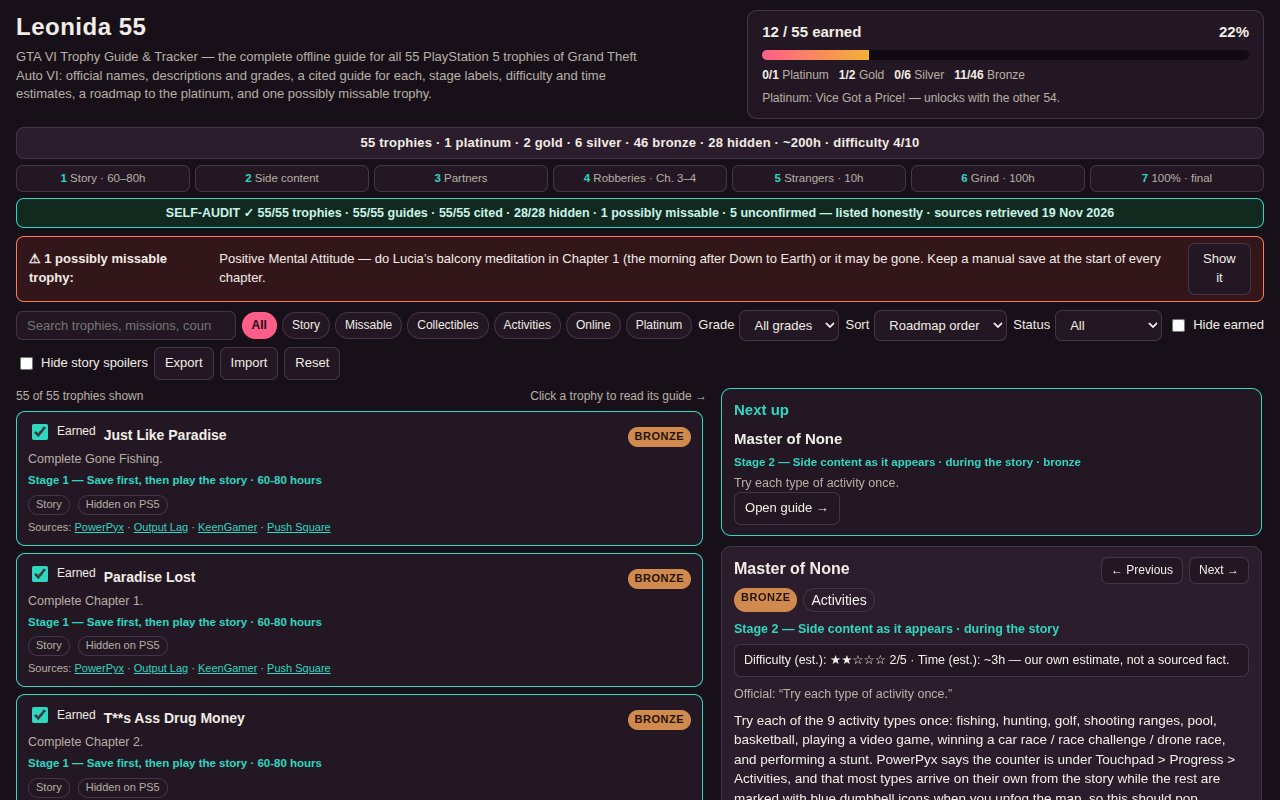 Leonida 55
GTA VI Trophy Guide & Tracker — the complete offline guide for all 55 PlayStation 5 trophies of Grand Theft
Auto VI: official names, descriptions and grades, a cited guide for each, stage labels, difficulty and time
estimates, a roadmap to the platinum, and one possibly missable trophy.
12 / 55 earned 22%
0/1 Platinum 1/2 Gold 0/6 Silver 11/46 Bronze
Platinum: Vice Got a Price! — unlocks with the other 54.
55 trophies · 1 platinum · 2 gold · 6 silver · 46 bronze · 28 hidden · ~200h · difficulty 4/10
1 Story · 60–80h
2 Side content
3 Partners
4 Robberies · Ch. 3–4
5 Strangers · 10h
6 Grind · 100h
7 100% · final
SELF-AUDIT ✓ 55/55 trophies · 55/55 guides · 55/55 cited · 28/28 hidden · 1 possibly missable · 5 unconfirmed — listed honestly · sources retrieved 19 Nov 2026
⚠ 1 possibly missable
trophy:
Positive Mental Attitude — do Lucia's balcony meditation in Chapter 1 (the morning after Down to Earth) or it may be gone. Keep a manual save at the start of every
chapter.
Show
it
Search trophies, missions, coun
All Story Missable Collectibles Activities Online Platinum Grade All grades Sort Roadmap order Status All Hide earned
Hide story spoilers Export Import Reset
55 of 55 trophies shown
Click a trophy to read its guide →
Earned Just Like Paradise BRONZE
Complete Gone Fishing.
Stage 1 — Save first, then play the story · 60-80 hours
Story Hidden on PS5
Sources: PowerPyx · Output Lag · KeenGamer · Push Square
Earned Paradise Lost BRONZE
Complete Chapter 1.
Stage 1 — Save first, then play the story · 60-80 hours
Story Hidden on PS5
Sources: PowerPyx · Output Lag · KeenGamer · Push Square
Earned T**s Ass Drug Money BRONZE
Complete Chapter 2.
Stage 1 — Save first, then play the story · 60-80 hours
Story Hidden on PS5
Next up
Master of None
Stage 2 — Side content as it appears · during the story · bronze
Try each type of activity once.
Open guide →
Master of None
← Previous Next →
BRONZE Activities
Stage 2 — Side content as it appears · during the story
Difficulty (est.): ★★☆☆☆ 2/5 · Time (est.): ~3h — our own estimate, not a sourced fact.
Official: “Try each type of activity once.”
Try each of the 9 activity types once: fishing, hunting, golf, shooting ranges, pool,
basketball, playing a video game, winning a car race / race challenge / drone race,
and performing a stunt. PowerPyx says the counter is under Touchpad > Progress >
Activities, and that most types arrive on their own from the story while the rest are
marked with blue dumbbell icons when you unfog the map, so this should pop